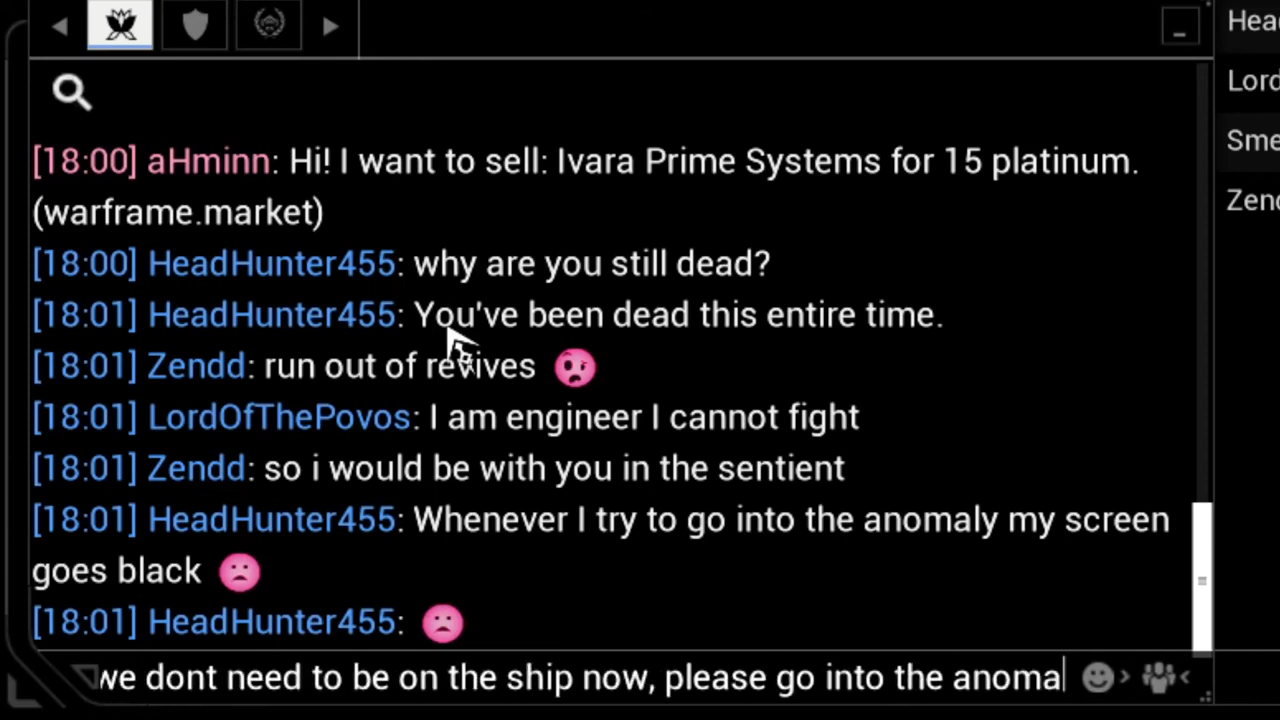 [18:00] aHminn: Hi! I want to sell: Ivara Prime Systems for 15 platinum.
(warframe.market)
[18:00] HeadHunter455: why are you still dead?
[18:01] HeadHunter455: You've been dead this entire time.
[18:01] Zendd: run out of revives
[18:01] LordOfThePovos: I am engineer I cannot fight
[18:01] Zendd: so i would be with you in the sentient
[18:01] HeadHunter455: Whenever I try to go into the anomaly my screen
goes black
[18:01] HeadHunter455:
we dont need to be on the ship now, please go into the anoma
Head
Lord
Sme
Zend